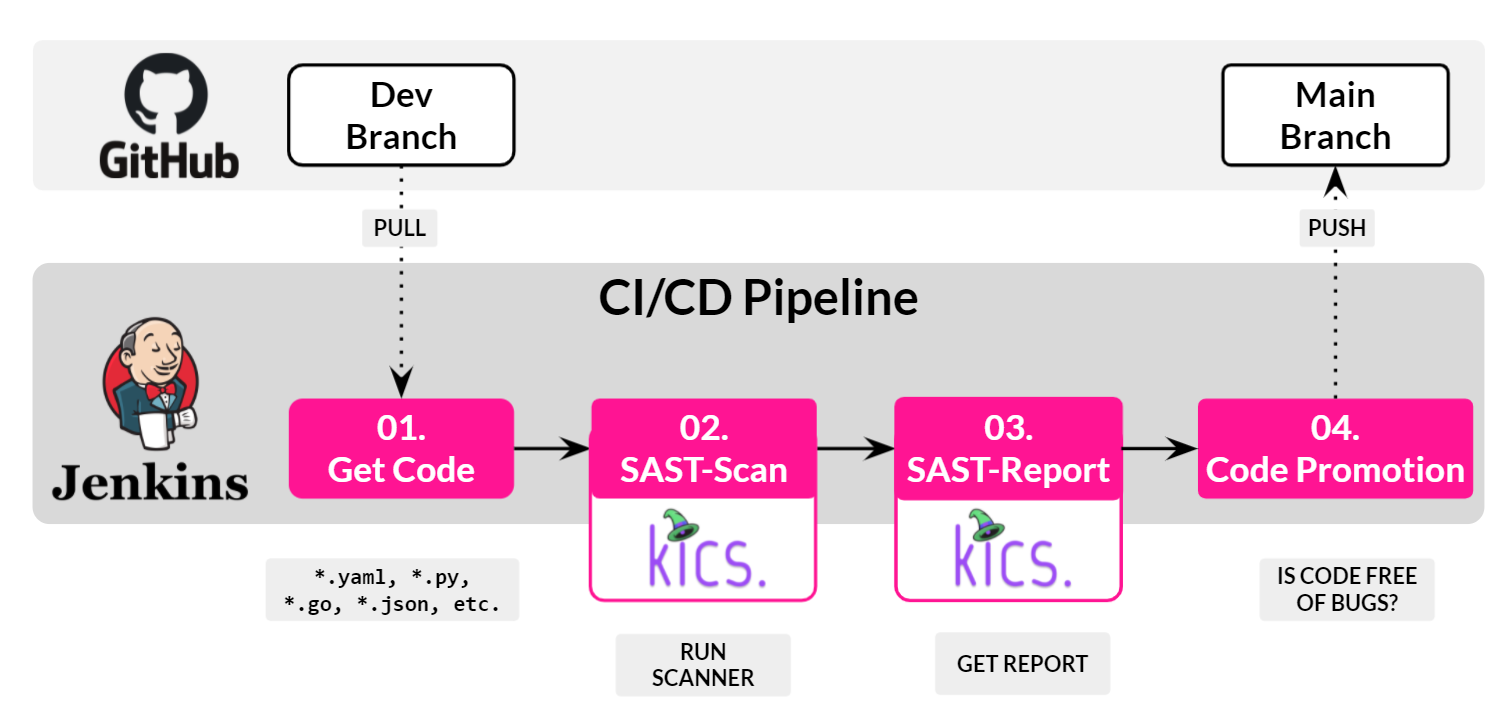 GitHub
Dev
Branch
Main
Branch
PULL
PUSH
CI/CD Pipeline
Jenkins
01.
Get Code
02.
SAST-Scan
03.
SAST-Report
04.
Code Promotion
kics.
kics.
*.yaml, *.py,
*.go, *.json, etc.
RUN
SCANNER
GET REPORT
IS CODE FREE
OF BUGS?